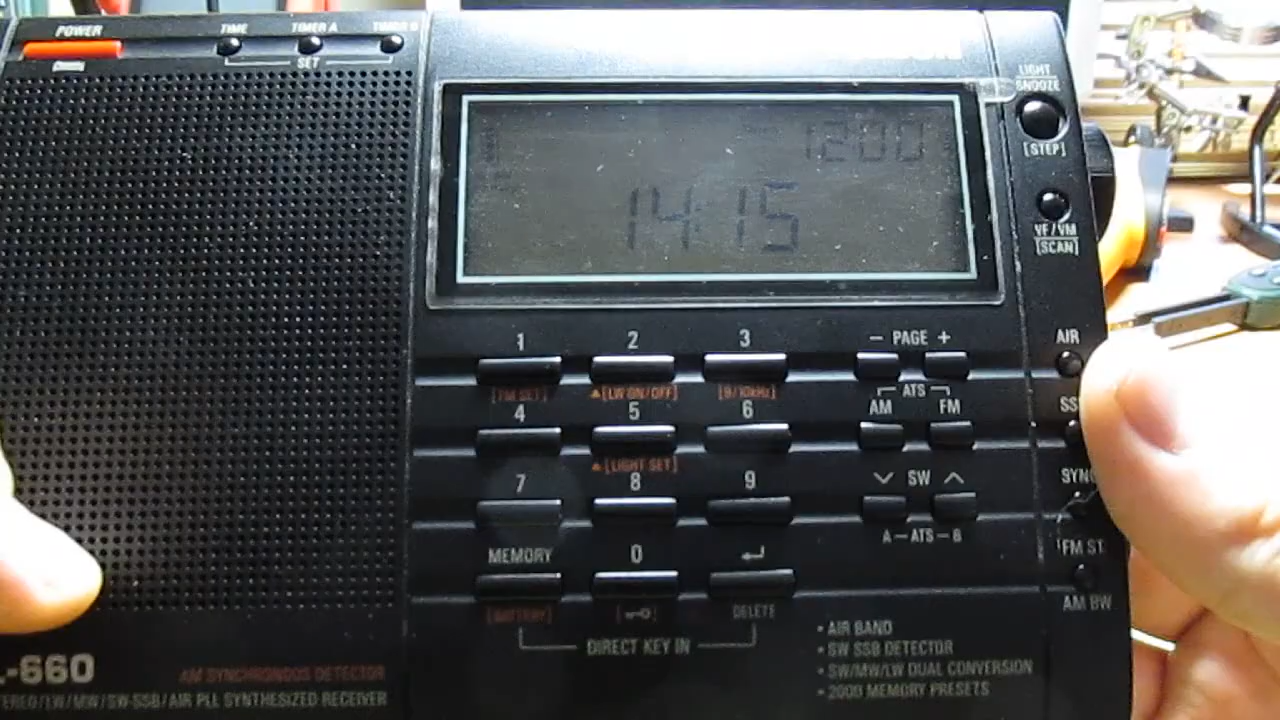 POWER
TIME
TIMER A
TIMER B
SET
LIGHT
SNOOZE
[STEP]
1200
14:15
VF/VM
[SCAN]
1
2
3
- PAGE +
AIR
[FM SET]
▲[LW ON/OFF]
[9/10kHz]
ATS
4
5
6
AM
FM
SS
▲[LIGHT SET]
7
8
9
SW
SYNC
A-ATS-B
MEMORY
0
FM ST.
[BATTERY]
DELETE
AM BW
DIRECT KEY IN
• AIR BAND
• SW SSB DETECTOR
• SW/MW/LW DUAL CONVERSION
• 2000 MEMORY PRESETS
L-660
AM SYNCHRONOUS DETECTOR
TEREO/LW/MW/SW-SSB/AIR PLL SYNTHESIZED RECEIVER